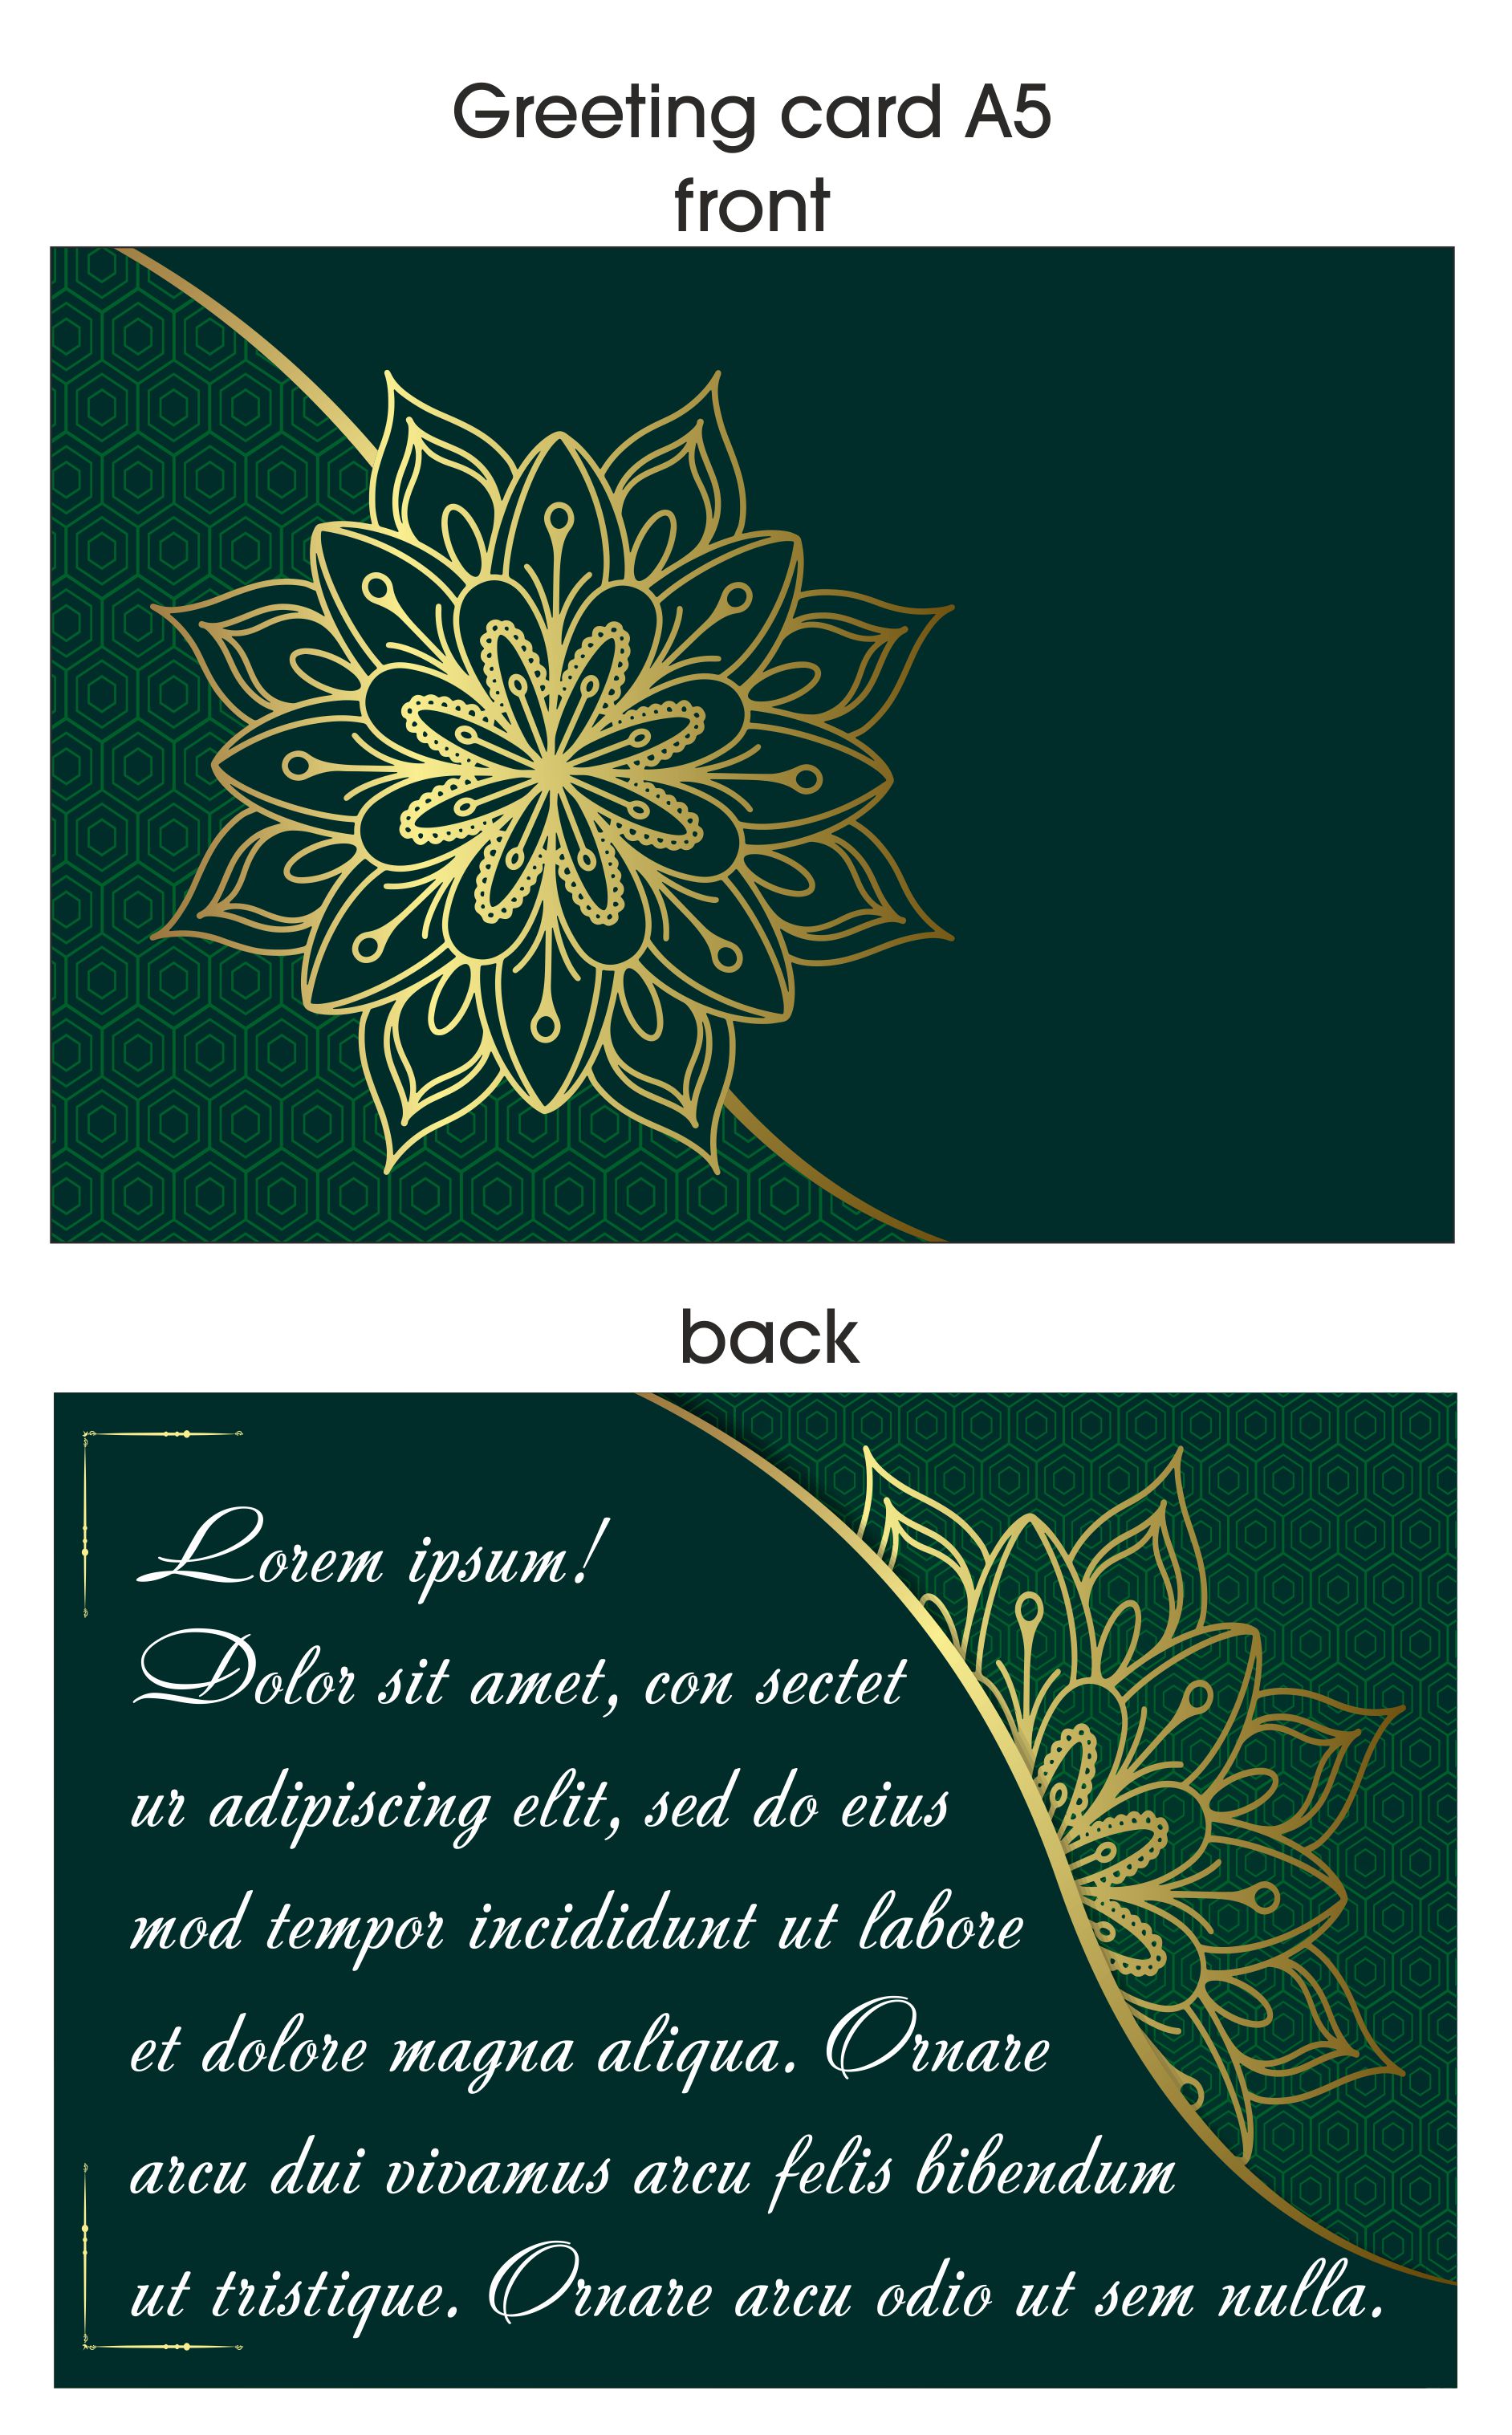 Greeting card A5
front
back
Lorem ipsum!
Dolor sit amet, con sectet
ur adipiscing elit, sed do eius
mod tempor incididunt ut labore
et dolore magna aliqua. Ornare
arcu dui vivamus arcu felis bibendum
ut tristique. Ornare arcu odio ut sem nulla.